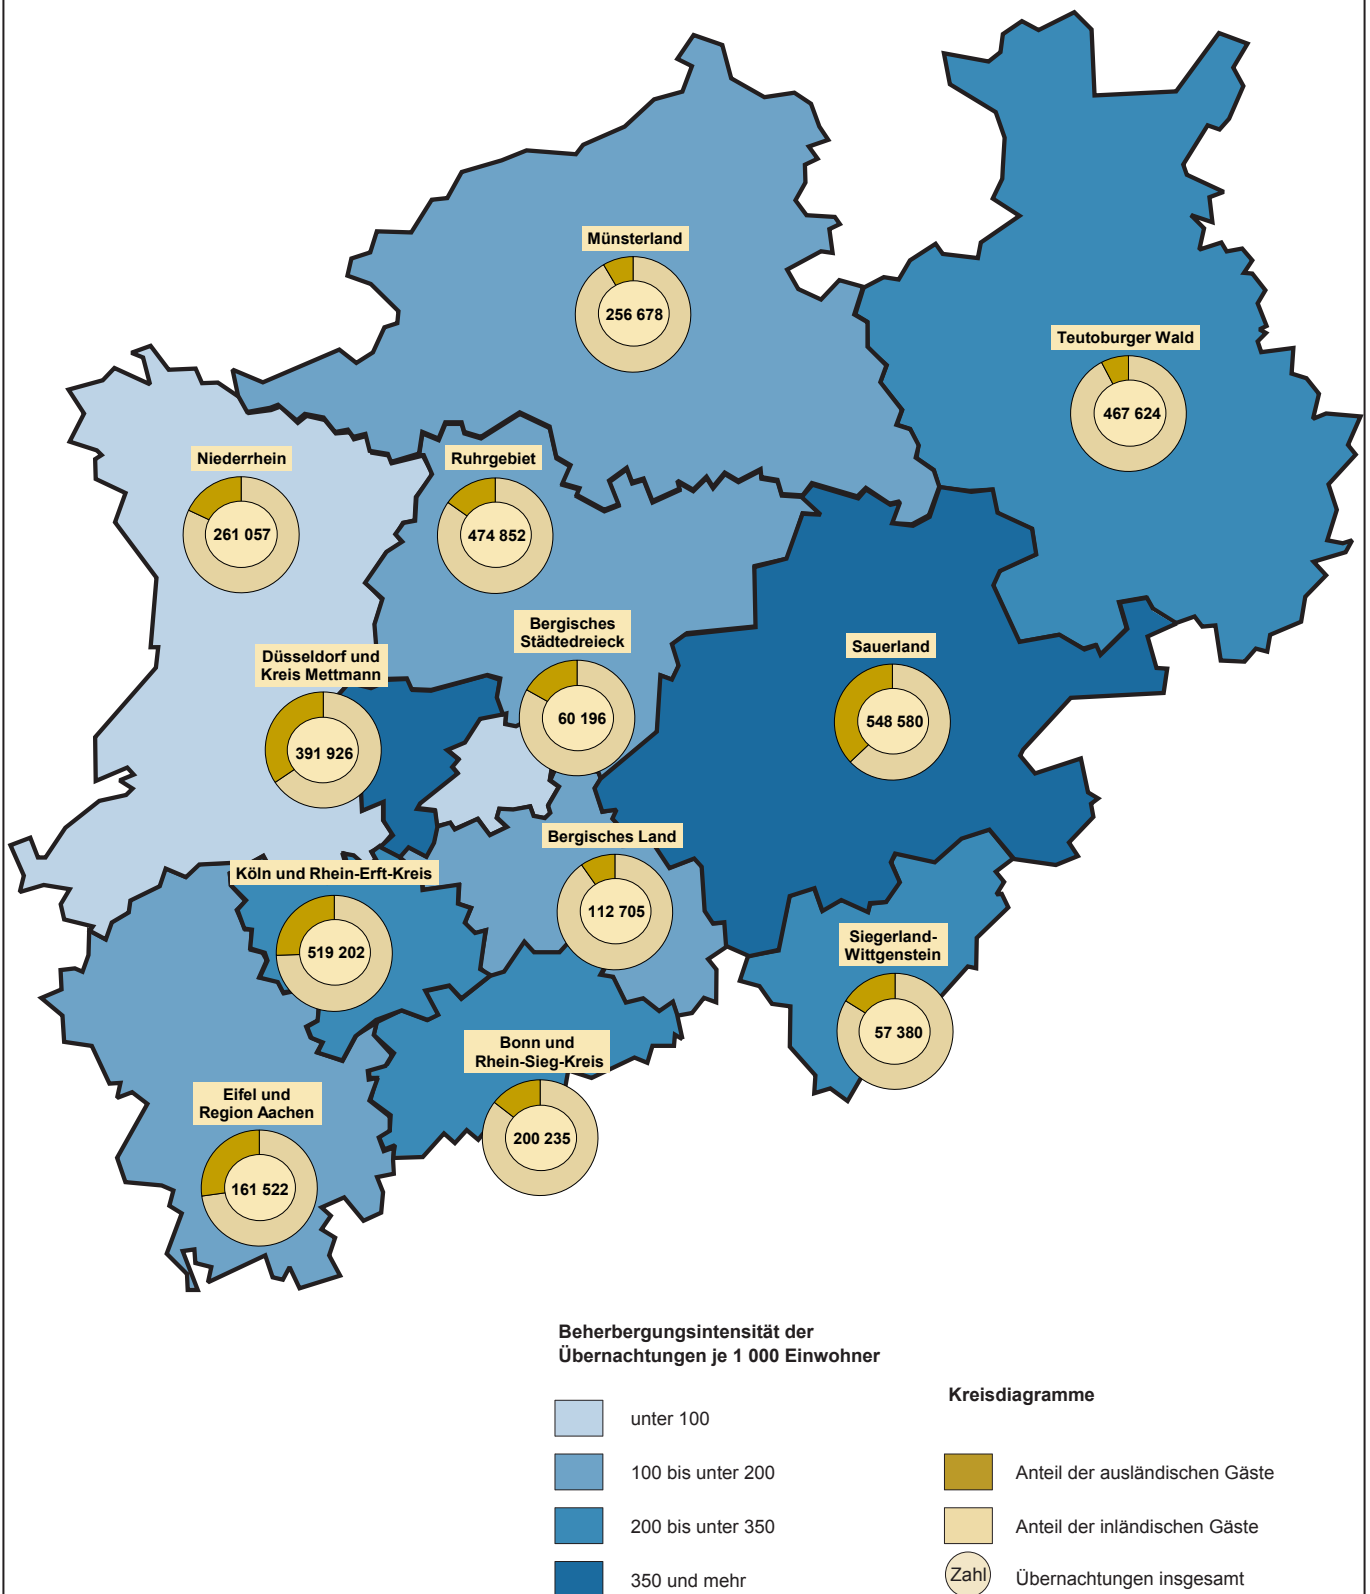 Münsterland
256 678
Teutoburger Wald
467 624
Niederrhein
261 057
Ruhrgebiet
474 852
Bergisches
Städtedreieck
60 196
Düsseldorf und
Kreis Mettmann
391 926
Sauerland
548 580
Bergisches Land
112 705
Köln und Rhein-Erft-Kreis
519 202
Siegerland-
Wittgenstein
57 380
Bonn und
Rhein-Sieg-Kreis
200 235
Eifel und
Region Aachen
161 522
Beherbergungsintensität der
Übernachtungen je 1 000 Einwohner
unter 100
100 bis unter 200
200 bis unter 350
350 und mehr
Kreisdiagramme
Anteil der ausländischen Gäste
Anteil der inländischen Gäste
Zahl
Übernachtungen insgesamt